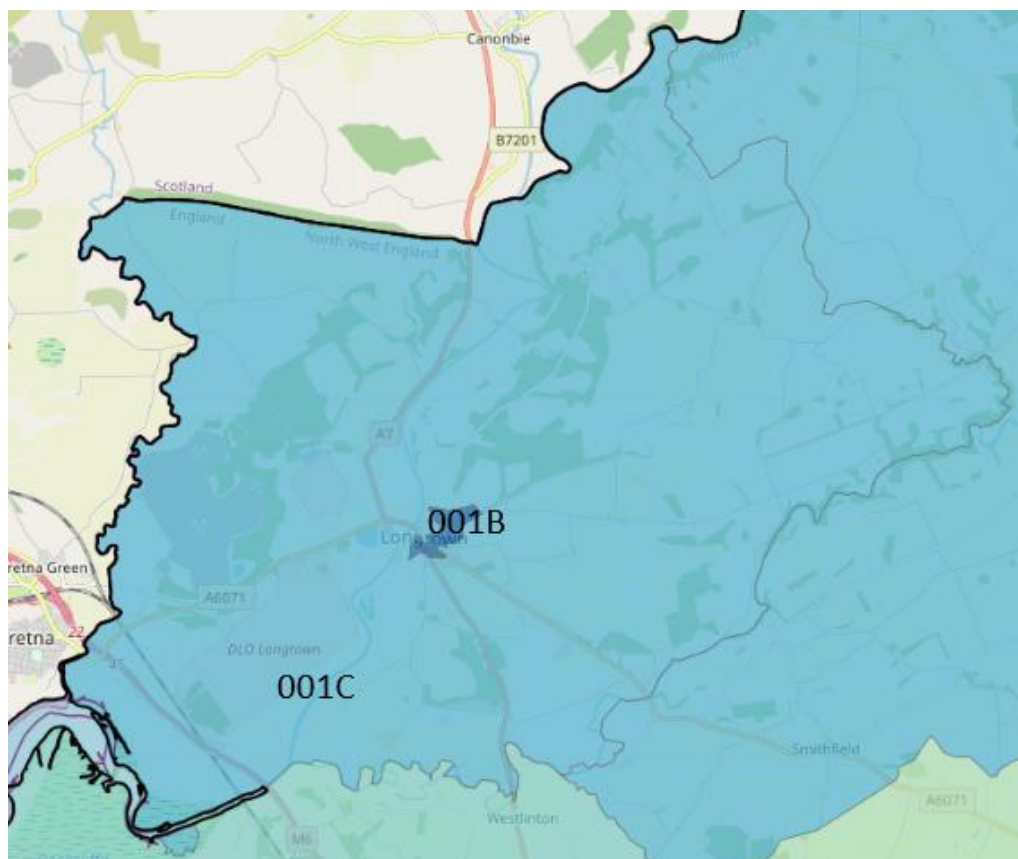 Canonbie
B7201
Scotland
England
North West England
A7
001B
Longtown
retna Green
A6071
22
retna
DLO Longtown
45
001C
Smithfield
A6071
Westlinton
M6